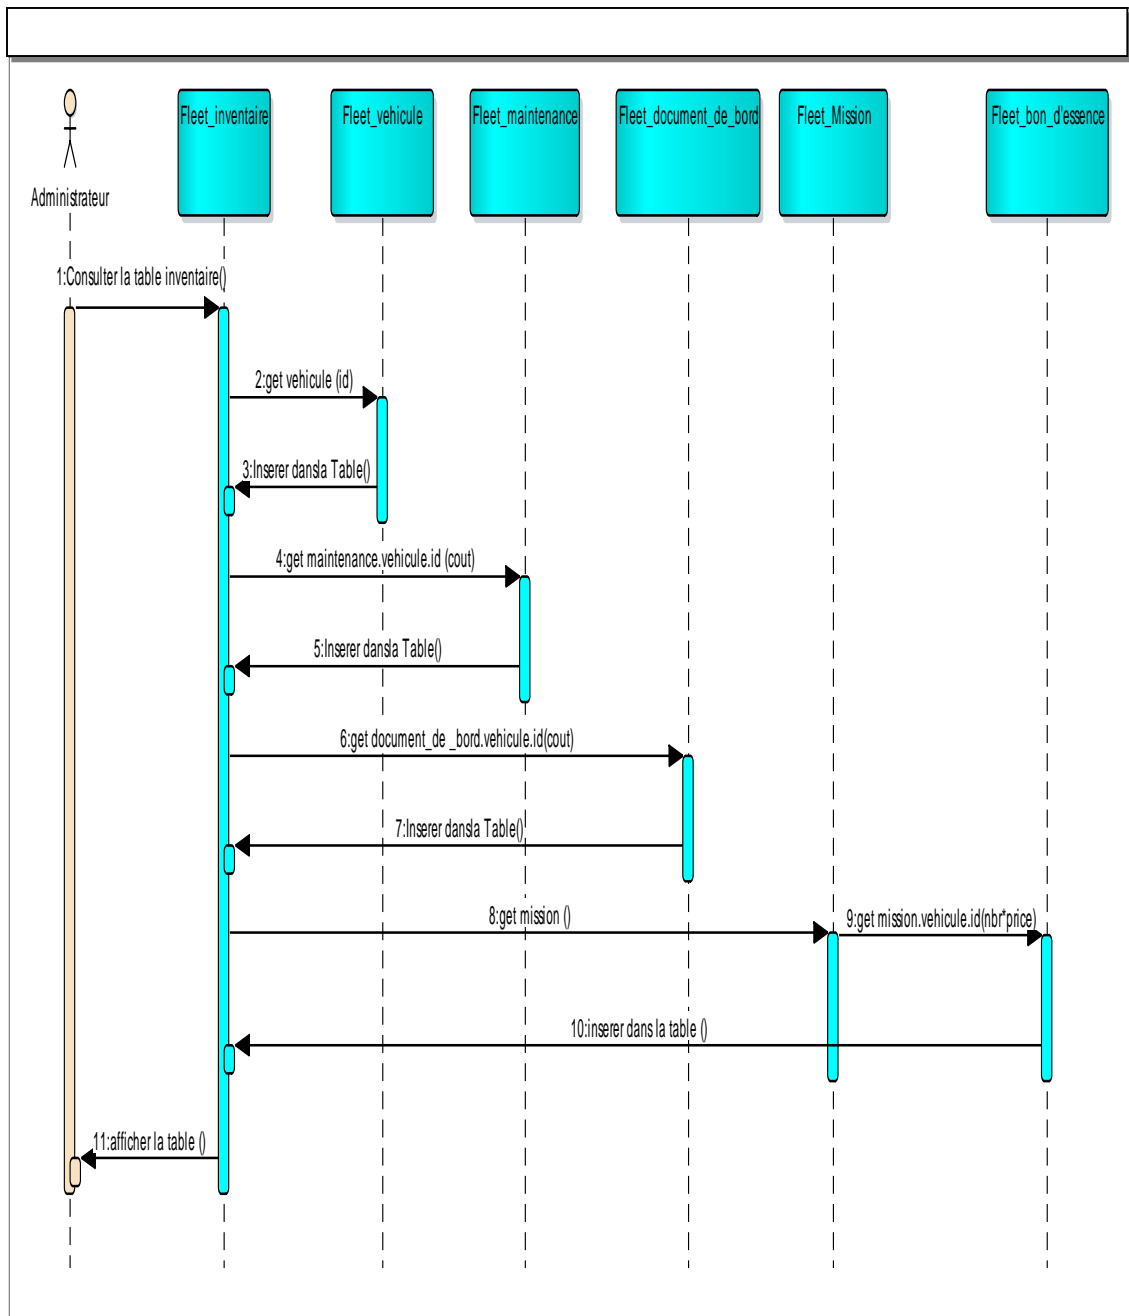 Fleet_inventaire
Fleet_vehicule
Fleet_maintenance
Fleet_document_de_bord
Fleet_Mission
Fleet_bon_d'essence
Administrateur
1:Consulter la table inventaire()
2:get vehicule (id)
3:Inserer dansla Table()
4:get maintenance.vehicule.id (cout)
5:Inserer dansla Table()
6:get document_de _bord.vehicule.id(cout)
7:Inserer dansla Table()
8:get mission ()
9:get mission.vehicule.id(nbr*price)
10:inserer dans la table ()
11:afficher la table ()